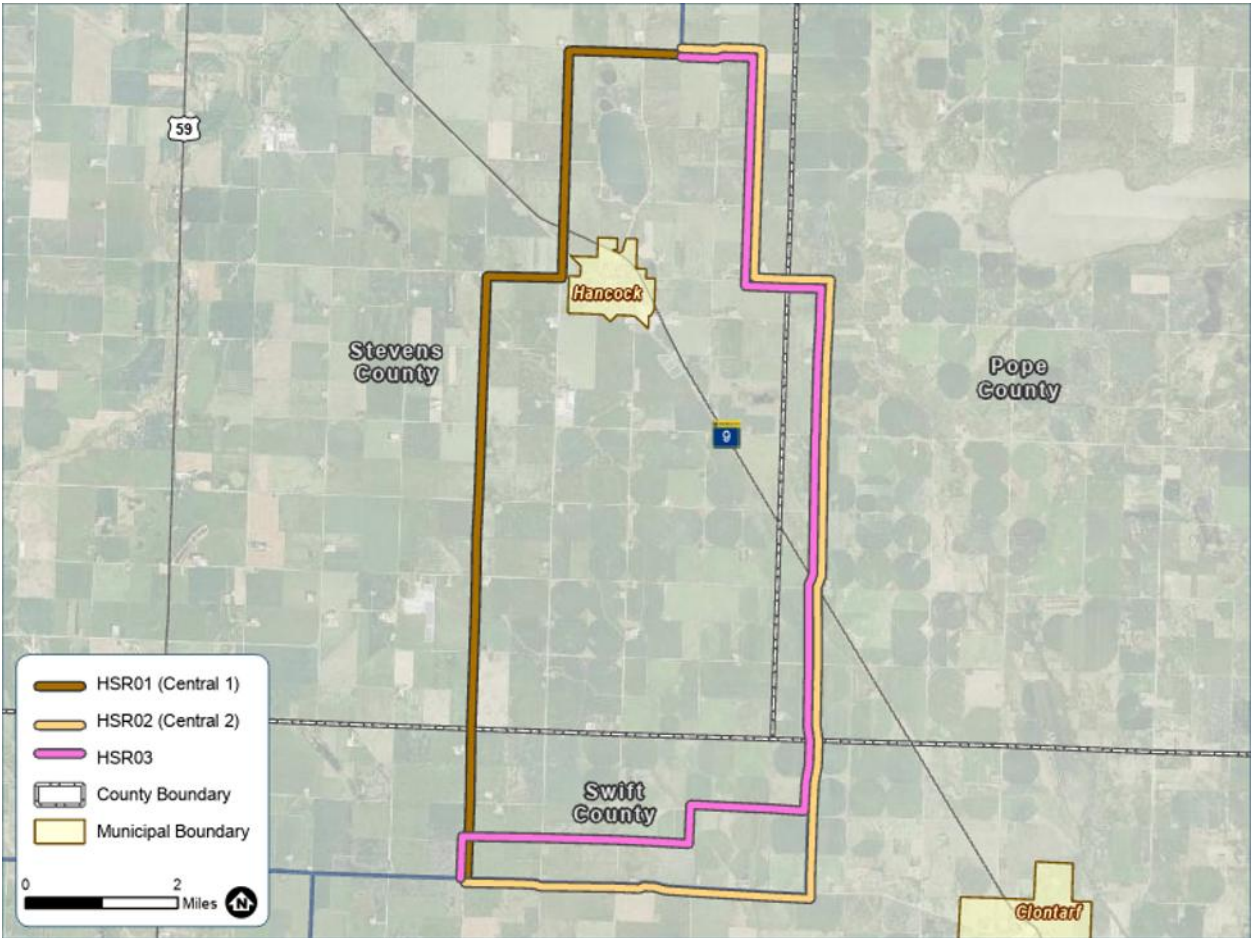 59
Hancock
Stevens
County
Pope
County
9
HSR01 (Central 1)
HSR02 (Central 2)
HSR03
County Boundary
Municipal Boundary
0 2
Miles N
Swift
County
Clontarf